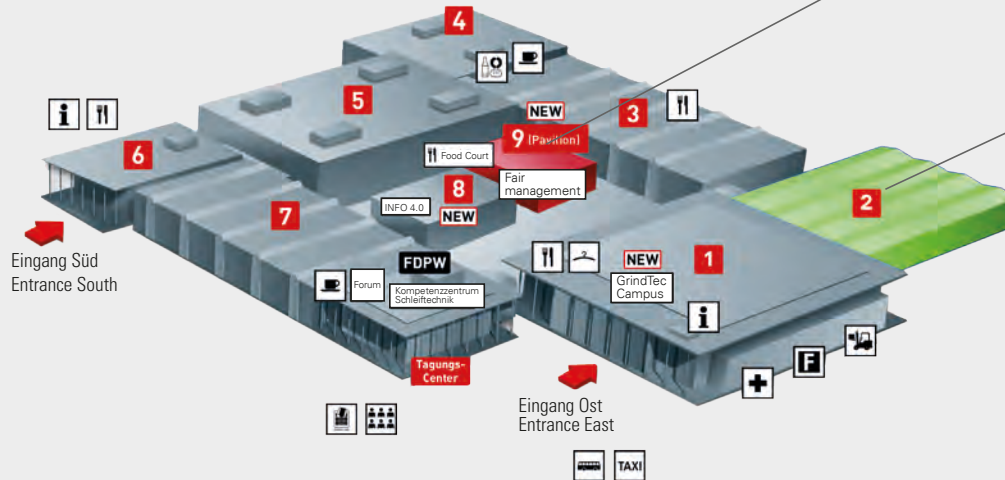 4
5
NEW
3
i
6
9 (Pavilion)
Food Court
Fair
management
8
2
INFO 4.0
NEW
7
Eingang Süd
Entrance South
FDPW
NEW
1
GrindTec
Campus
Forum
Kompetenzzentrum
Schleiftechnik
i
F
Tagungs-
Center
Eingang Ost
Entrance East
TAXI